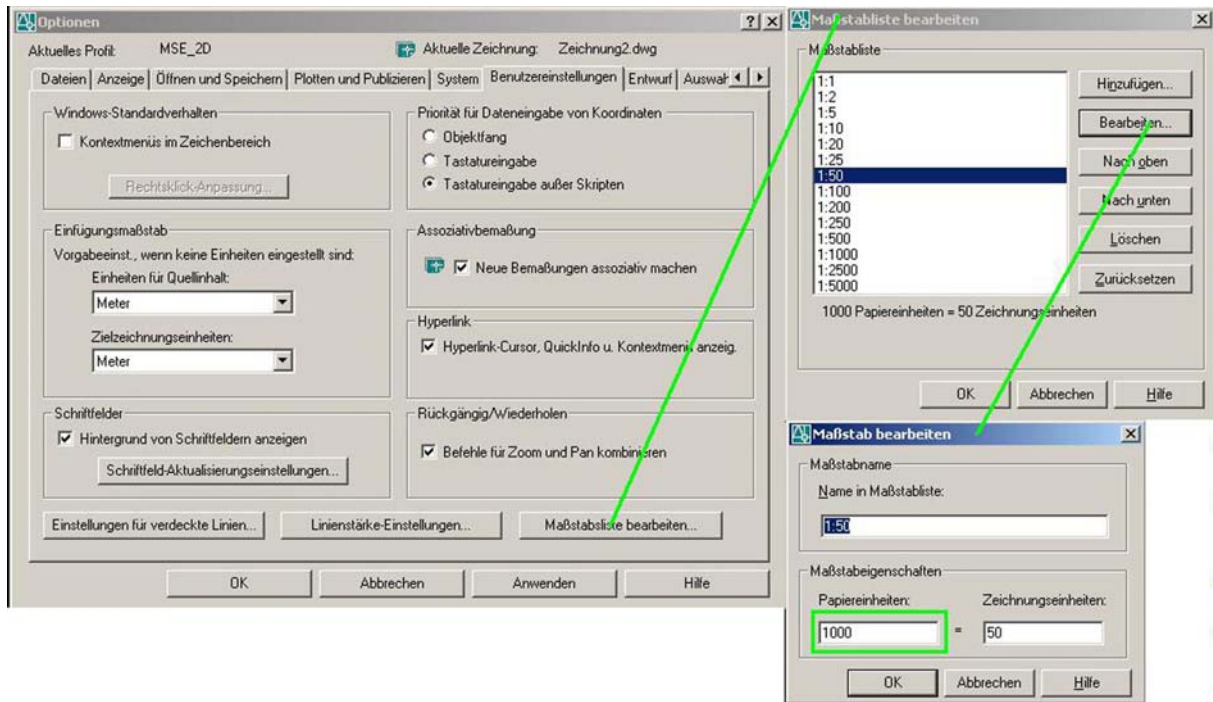 Optionen
Aktuelles Profil: MSE_2D Aktuelle Zeichnung: Zeichnung2.dwg
Dateien Anzeige Öffnen und Speichern Plotten und Publizieren System Benutzereinstellungen Entwurf Auswah
Windows-Standardverhalten
Kontextmenüs im Zeichenbereich
Rechtsklick-Anpassung...
Einfügungsmaßstab
Vorgabeeinst., wenn keine Einheiten eingestellt sind:
Einheiten für Quellinhalt:
Meter
Zielzeichnungseinheiten:
Meter
Schriftfelder
Hintergrund von Schriftfeldern anzeigen
Schriftfeld-Aktualisierungseinstellungen...
Priorität für Dateneingabe von Koordinaten
Objektfang
Tastatureingabe
Tastatureingabe außer Skripten
Assoziativbemaßung
Neue Bemaßungen assoziativ machen
Hyperlink
Hyperlink-Cursor, QuickInfo u. Kontextmenü anzeig.
Rückgängig/Wiederholen
Befehle für Zoom und Pan kombinieren
Einstellungen für verdeckte Linien... Linienstärke-Einstellungen... Maßstabsliste bearbeiten...
OK Abbrechen Anwenden Hilfe
Maßstabliste bearbeiten
Maßstabliste
1:1
1:2
1:5
1:10
1:20
1:25
1:50
1:100
1:200
1:250
1:500
1:1000
1:2500
1:5000
Hinzufügen...
Bearbeiten...
Nach oben
Nach unten
Löschen
Zurücksetzen
1000 Papiereinheiten = 50 Zeichnungseinheiten
OK Abbrechen Hilfe
Maßstab bearbeiten
Maßstabname
Name in Maßstabliste:
1:50
Maßstabeigenschaften
Papiereinheiten: Zeichnungseinheiten:
1000 = 50
OK Abbrechen Hilfe